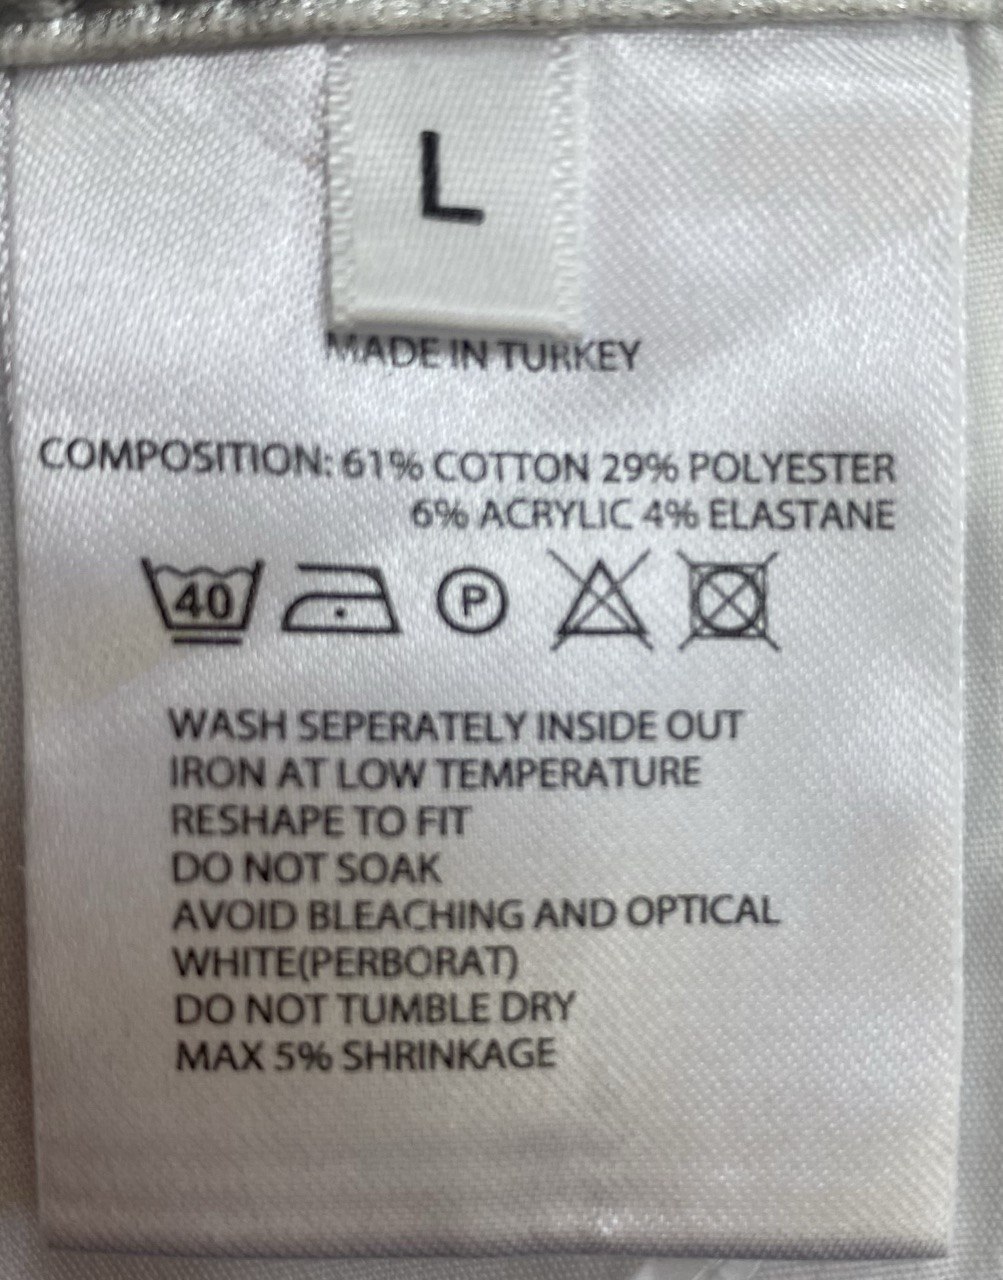 L
MADE IN TURKEY
COMPOSITION: 61% COTTON 29% POLYESTER
6% ACRYLIC 4% ELASTANE
40 P
WASH SEPERATELY INSIDE OUT
IRON AT LOW TEMPERATURE
RESHAPE TO FIT
DO NOT SOAK
AVOID BLEACHING AND OPTICAL
WHITE(PERBORAT)
DO NOT TUMBLE DRY
MAX 5% SHRINKAGE